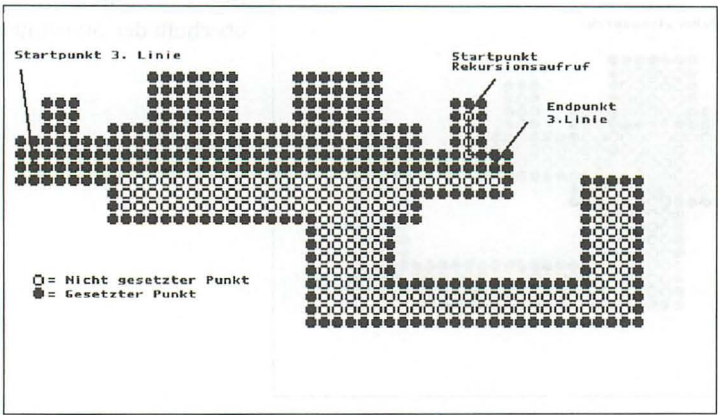 Startpunkt 3. Linie
Startpunkt
Rekursionsaufruf
Endpunkt
3.Linie
= Nicht gesetzter Punkt
= Gesetzter Punkt